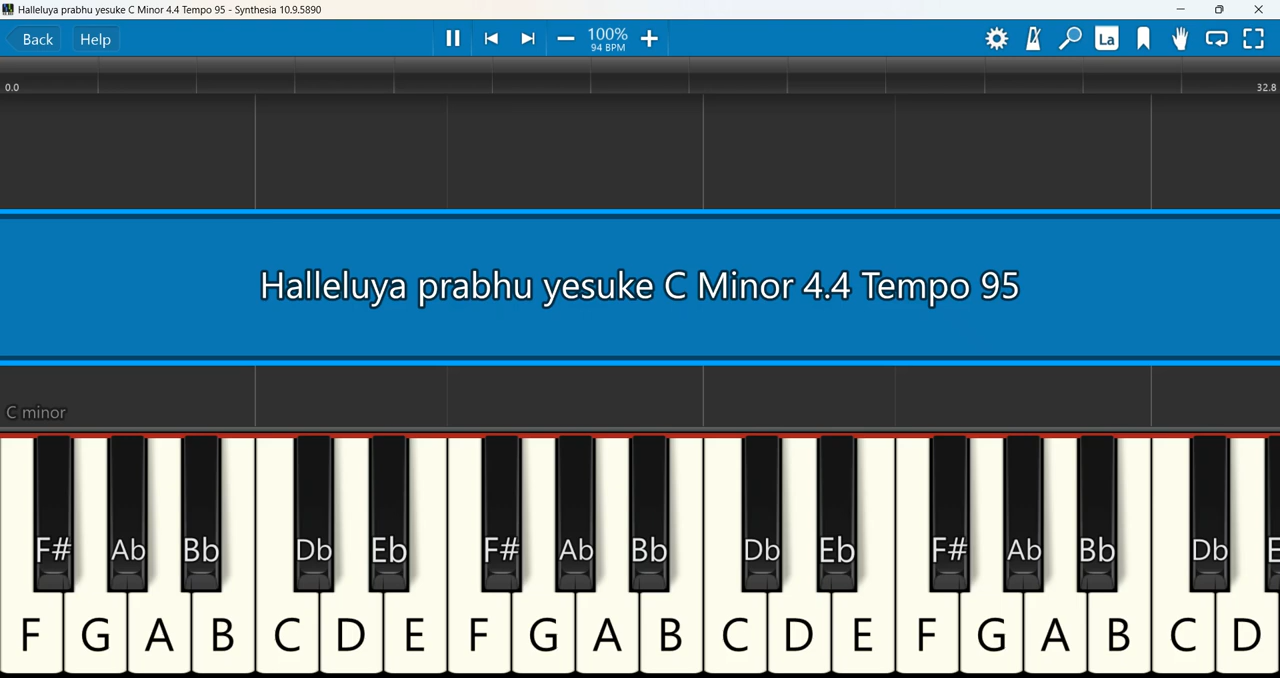 Halleluya prabhu yesuke C Minor 4.4 Tempo 95 - Synthesia 10.9.5890
Back Help 100% La
94 BPM
0.0 32.8
Halleluya prabhu yesuke C Minor 4.4 Tempo 95
C minor
F# Ab Bb Db Eb F# Ab Bb Db Eb F# Ab Bb Db
F G A B C D E F G A B C D E F G A B C D